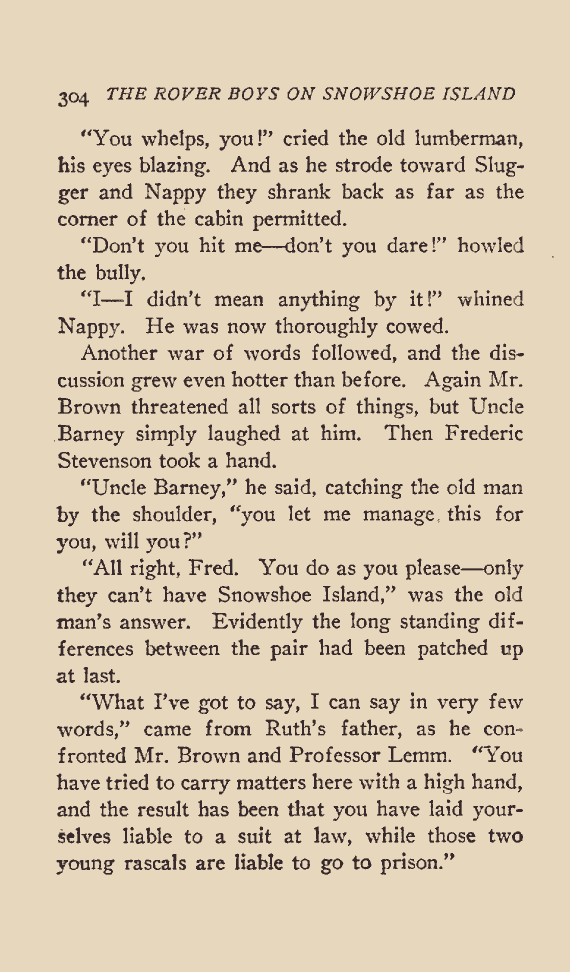 304 THE ROVER BOYS ON SNOWSHOE ISLAND
“You whelps, you!” cried the old lumberman,
his eyes blazing. And as he strode toward Slug-
ger and Nappy they shrank back as far as the
corner of the cabin permitted.
“Don't you hit me—don't you dare!” howled
the bully.
“I—I didn't mean anything by it!” whined
Nappy. He was now thoroughly cowed.
Another war of words followed, and the dis-
cussion grew even hotter than before. Again Mr.
Brown threatened all sorts of things, but Uncle
Barney simply laughed at him. Then Frederic
Stevenson took a hand.
“Uncle Barney,” he said, catching the old man
by the shoulder, “you let me manage this for
you, will you?”
“All right, Fred. You do as you please—only
they can't have Snowshoe Island,” was the old
man's answer. Evidently the long standing dif-
ferences between the pair had been patched up
at last.
“What I've got to say, I can say in very few
words,” came from Ruth's father, as he con-
fronted Mr. Brown and Professor Lemm. “You
have tried to carry matters here with a high hand,
and the result has been that you have laid your-
selves liable to a suit at law, while those two
young rascals are liable to go to prison.”